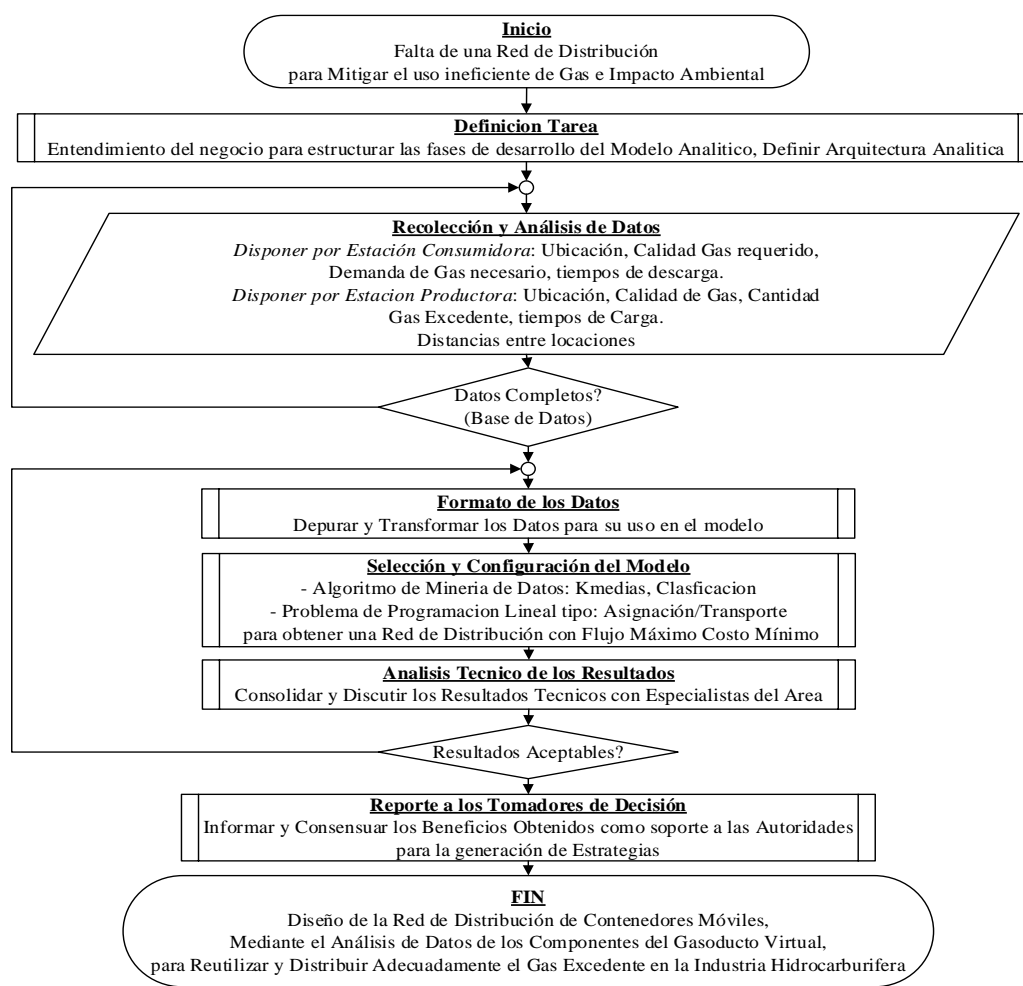 Inicio
Falta de una Red de Distribución
para Mitigar el uso ineficiente de Gas e Impacto Ambiental
Definicion Tarea
Entendimiento del negocio para estructurar las fases de desarrollo del Modelo Analitico, Definir Arquitectura Analitica
Recolección y Análisis de Datos
Disponer por Estación Consumidora: Ubicación, Calidad Gas requerido,
Demanda de Gas necesario, tiempos de descarga.
Disponer por Estacion Productora: Ubicación, Calidad de Gas, Cantidad
Gas Excedente, tiempos de Carga.
Distancias entre locaciones
Datos Completos?
(Base de Datos)
Formato de los Datos
Depurar y Transformar los Datos para su uso en el modelo
Selección y Configuración del Modelo
- Algoritmo de Mineria de Datos: Kmedias, Clasficacion
- Problema de Programacion Lineal tipo: Asignación/Transporte
para obtener una Red de Distribución con Flujo Máximo Costo Mínimo
Analisis Tecnico de los Resultados
Consolidar y Discutir los Resultados Tecnicos con Especialistas del Area
Resultados Aceptables?
Reporte a los Tomadores de Decisión
Informar y Consensuar los Beneficios Obtenidos como soporte a las Autoridades
para la generación de Estrategias
FIN
Diseño de la Red de Distribución de Contenedores Móviles,
Mediante el Análisis de Datos de los Componentes del Gasoducto Virtual,
para Reutilizar y Distribuir Adecuadamente el Gas Excedente en la Industria Hidrocarburifera